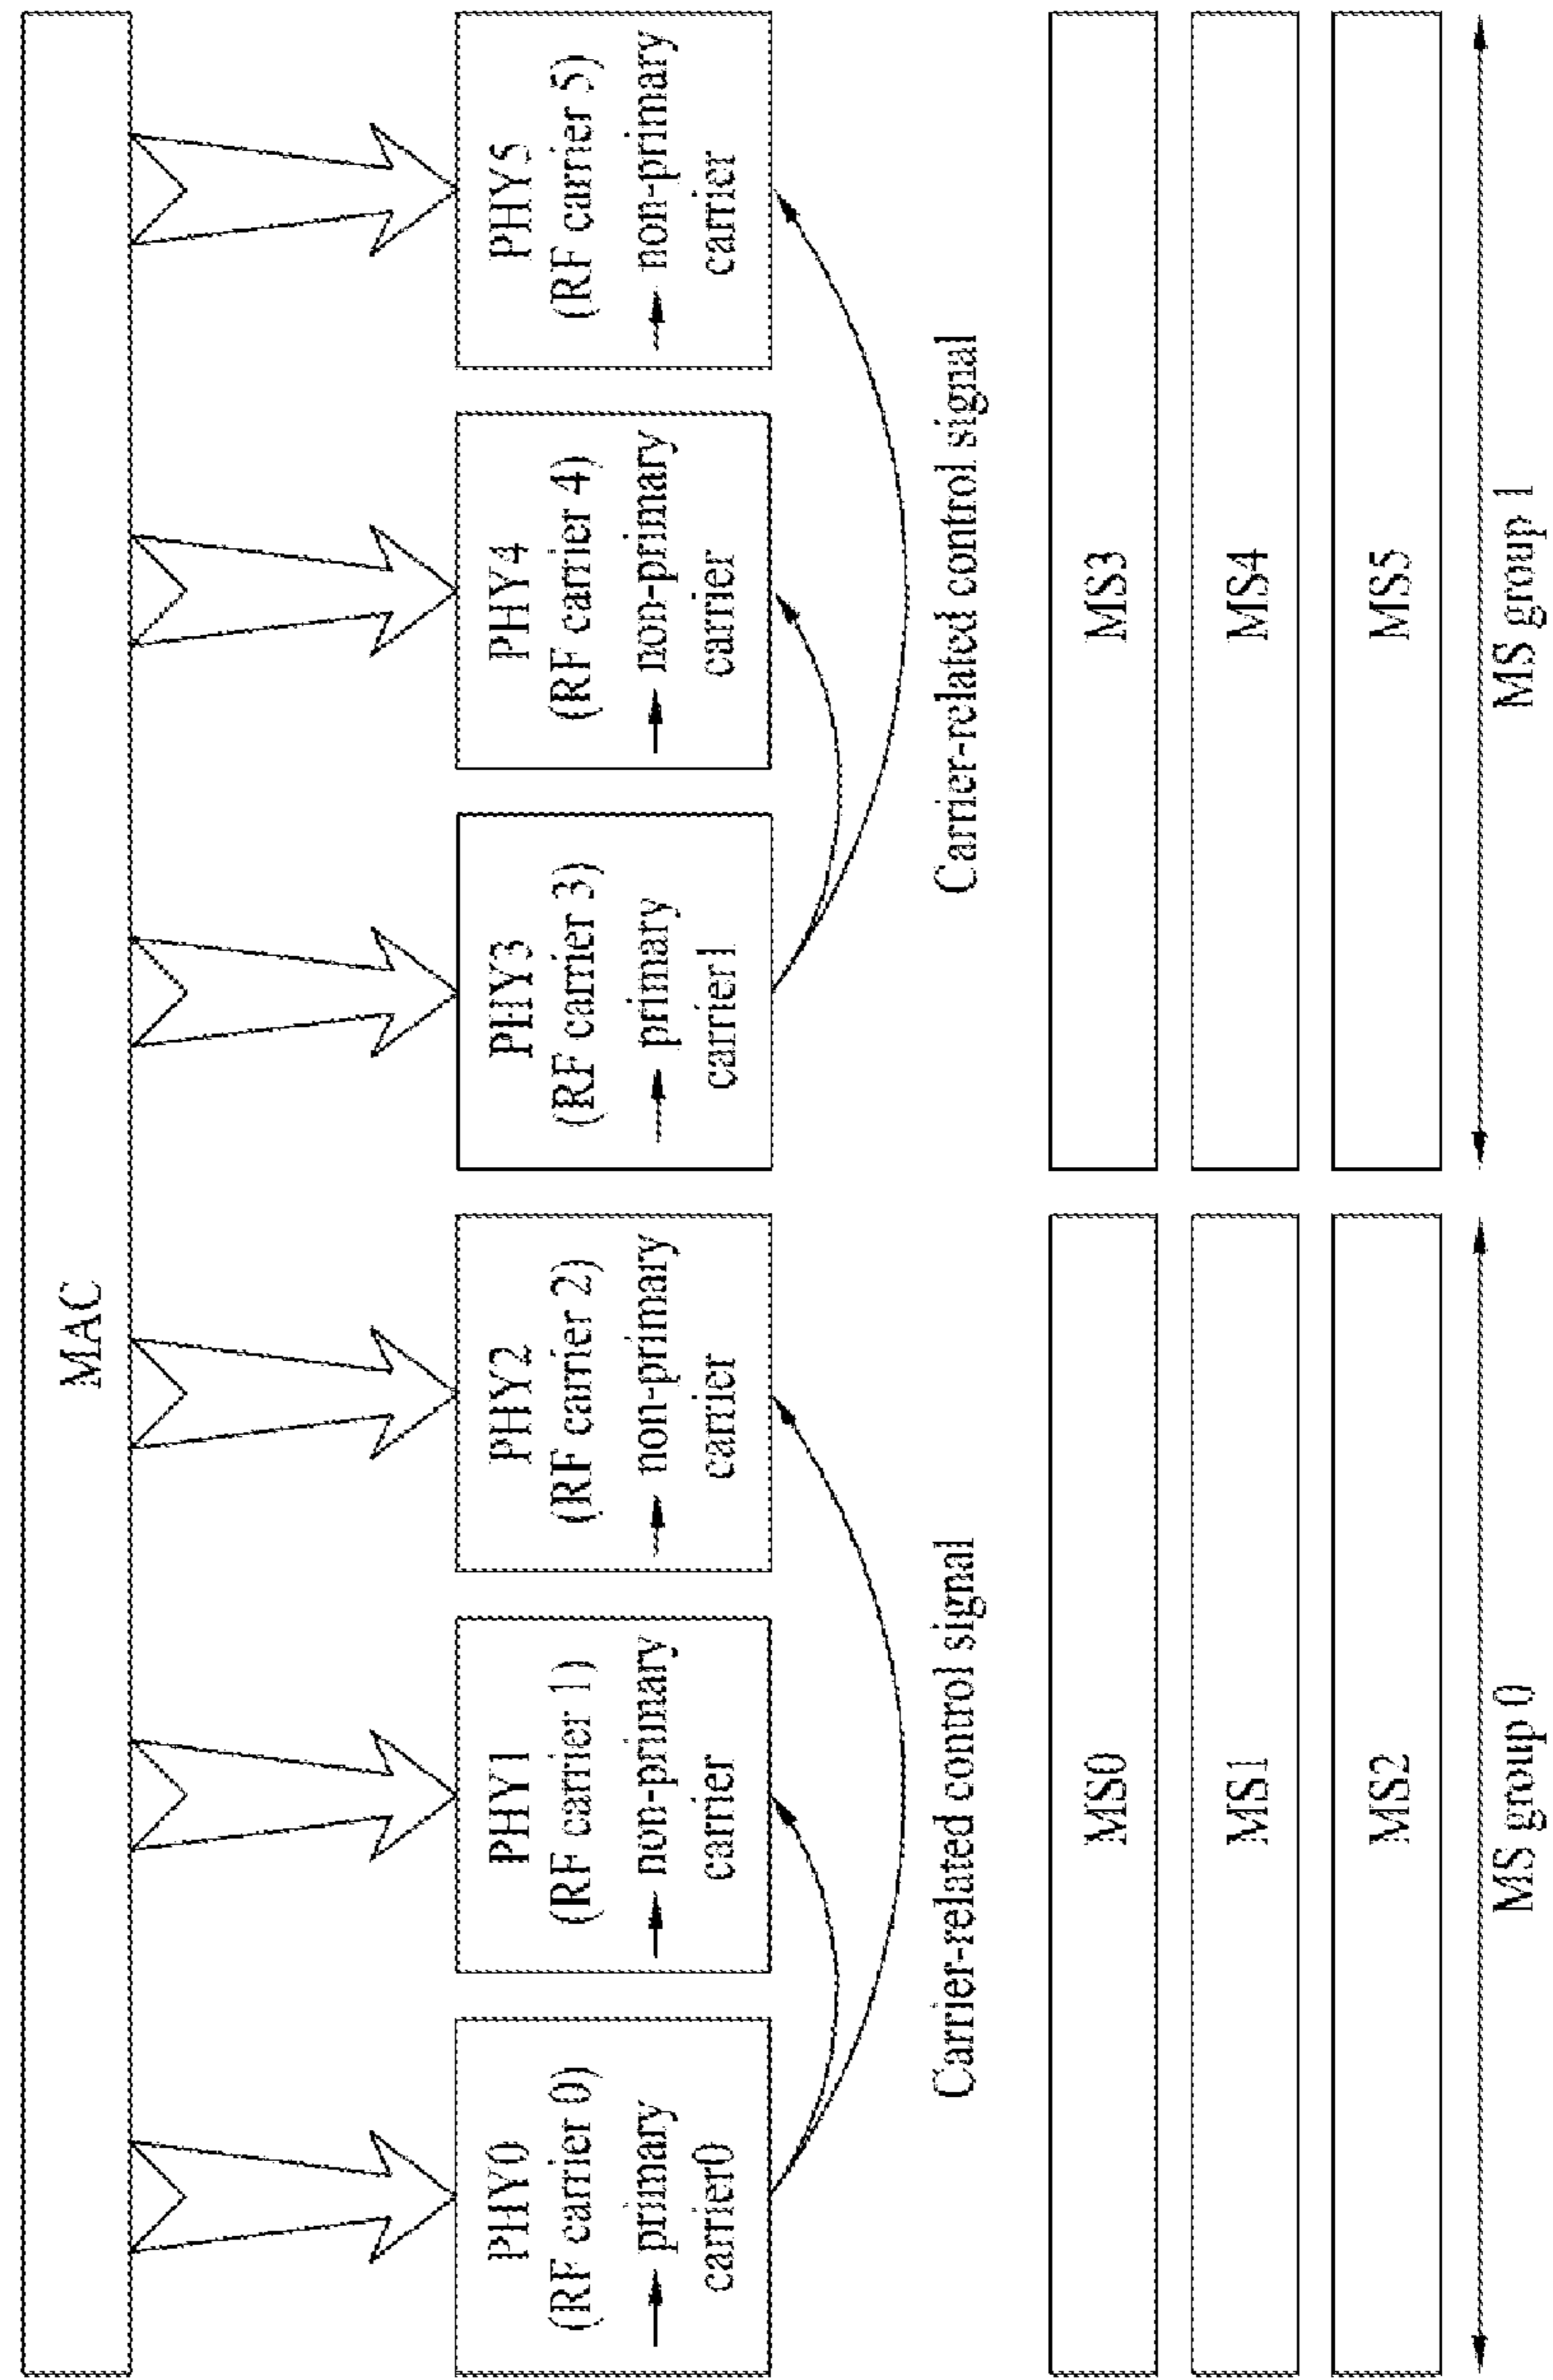 MAC
PHY0
(RF carrier 0)
primary
carrier0
PHY1
(RF carrier 1)
non-primary
carrier
PHY2
(RF carrier 2)
non-primary
carrier
PHY3
(RF carrier 3)
primary
carrier1
PHY4
(RF carrier 4)
non-primary
carrier
PHY5
(RF carrier 5)
non-primary
carrier
Carrier-related control signal
Carrier-related control signal
MS0
MS3
MS1
MS4
MS2
MS5
MS group 0
MS group 1